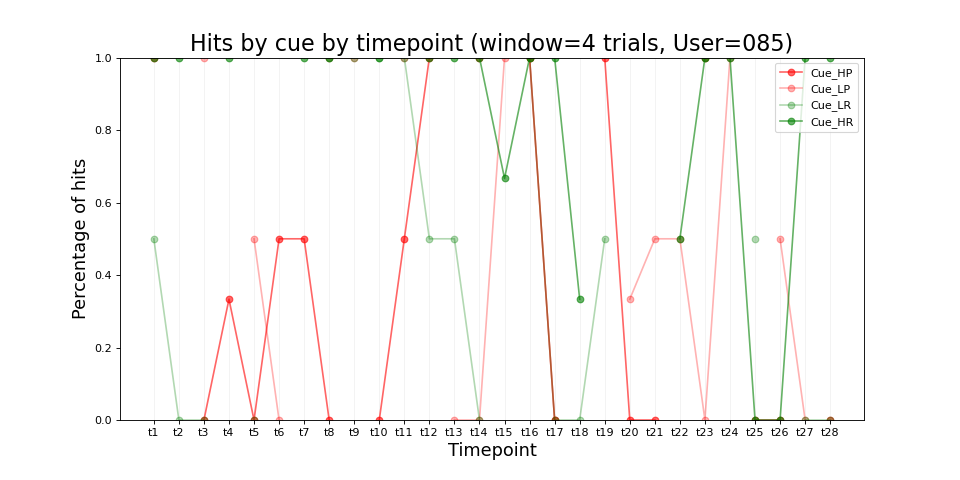 Hits by cue by timepoint (window=4 trials, User=085)
Percentage of hits
1.0
0.8
0.6
0.4
0.2
0.0
Cue_HP
Cue_LP
Cue_LR
Cue_HR
t1 t2 t3 t4 t5 t6 t7 t8 t9 t10 t11 t12 t13 t14 t15 t16 t17 t18 t19 t20 t21 t22 t23 t24 t25 t26 t27 t28
Timepoint